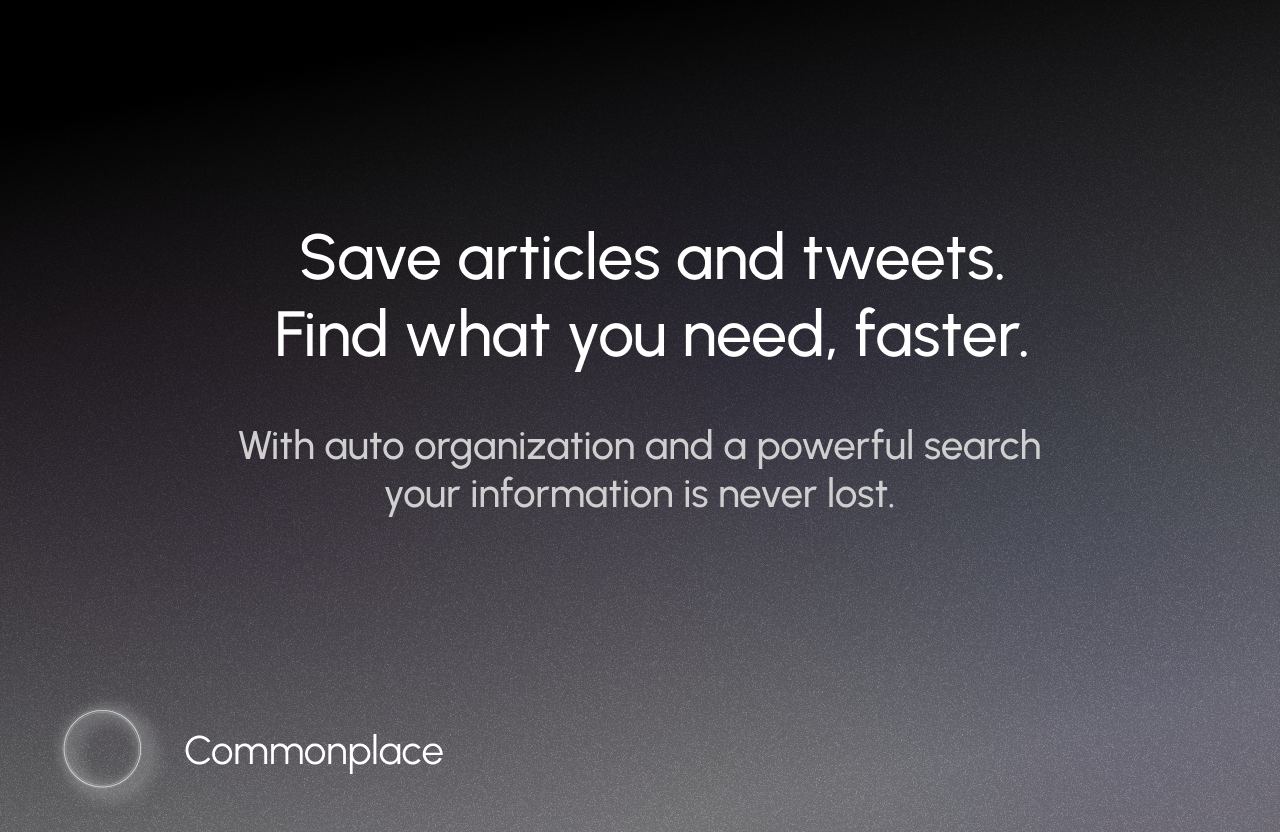 Save articles and tweets.
Find what you need, faster.
With auto organization and a powerful search
your information is never lost.
Commonplace